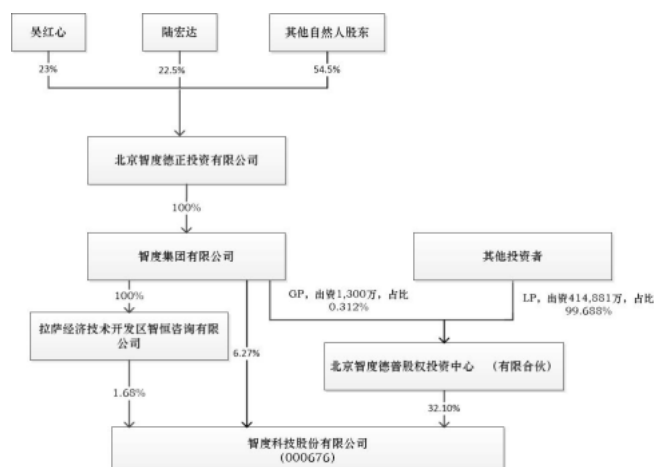 吴红心
陆宏达
其他自然人股东
23%
22.5%
54.5%
北京智度德正投资有限公司
100%
智度集团有限公司
其他投资者
100%
GP，出资1,300万，占比
0.312%
LP，出资414,881万，占比
99.688%
拉萨经济技术开发区智恒咨询有限
公司
6.27%
北京智度德普股权投资中心 （有限合伙）
1.68%
32.10%
智度科技股份有限公司
(000676)